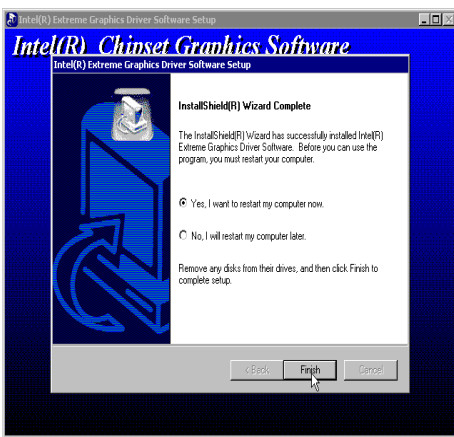 Intel(R) Extreme Graphics Driver Software Setup
Intel(R) Chipset Graphics Software
Intel(R) Extreme Graphics Driver Software Setup
InstallShield(R) Wizard Complete
The InstallShield(R) Wizard has successfully installed Intel(R)
Extreme Graphics Driver Software. Before you can use the
program, you must restart your computer.
Yes, I want to restart my computer now.
No, I will restart my computer later.
Remove any disks from their drives, and then click Finish to
complete setup.
< Back Finish Cancel